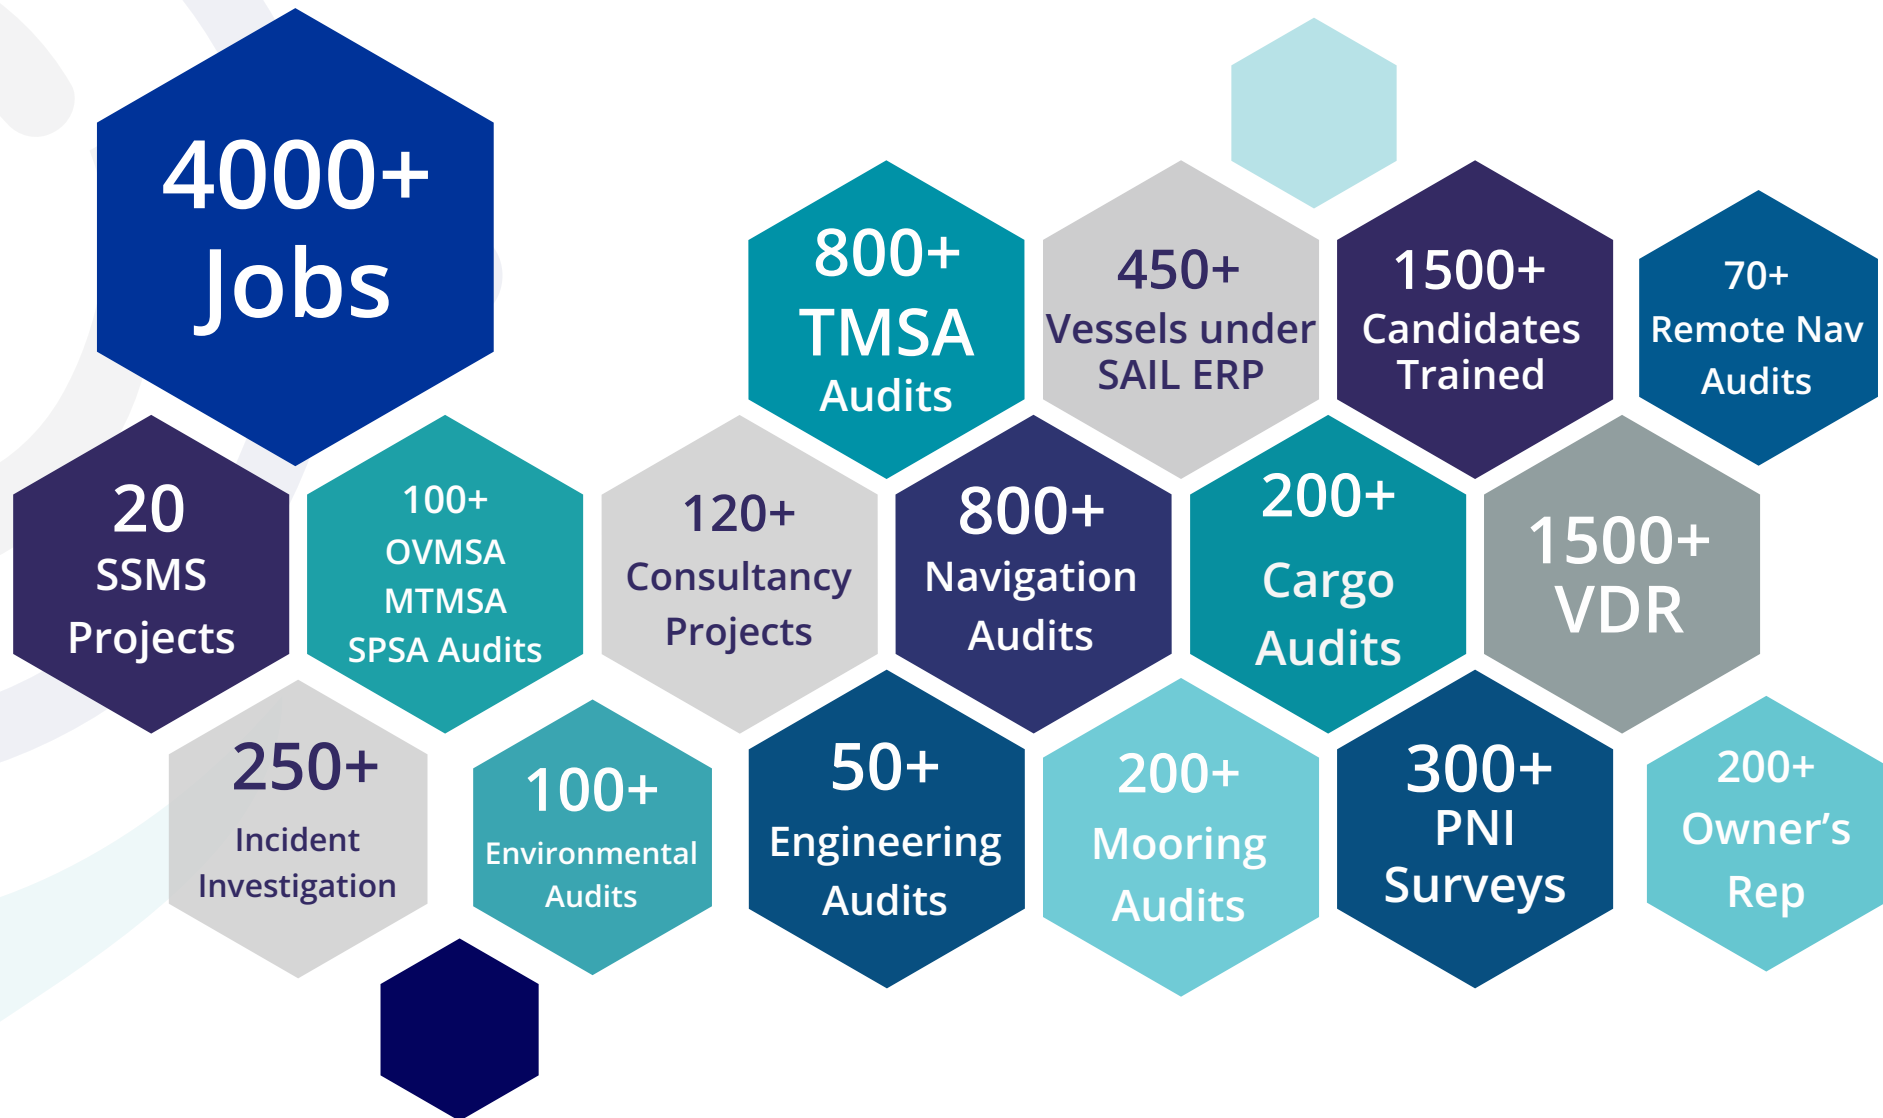 4000+
Jobs
800+
TMSA
Audits
450+
Vessels under
SAIL ERP
1500+
Candidates
Trained
70+
Remote Nav
Audits
20
SSMS
Projects
100+
OVMSA
MTMSA
SPSA Audits
120+
Consultancy
Projects
800+
Navigation
Audits
200+
Cargo
Audits
1500+
VDR
250+
Incident
Investigation
100+
Environmental
Audits
50+
Engineering
Audits
200+
Mooring
Audits
300+
PNI
Surveys
200+
Owner’s
Rep